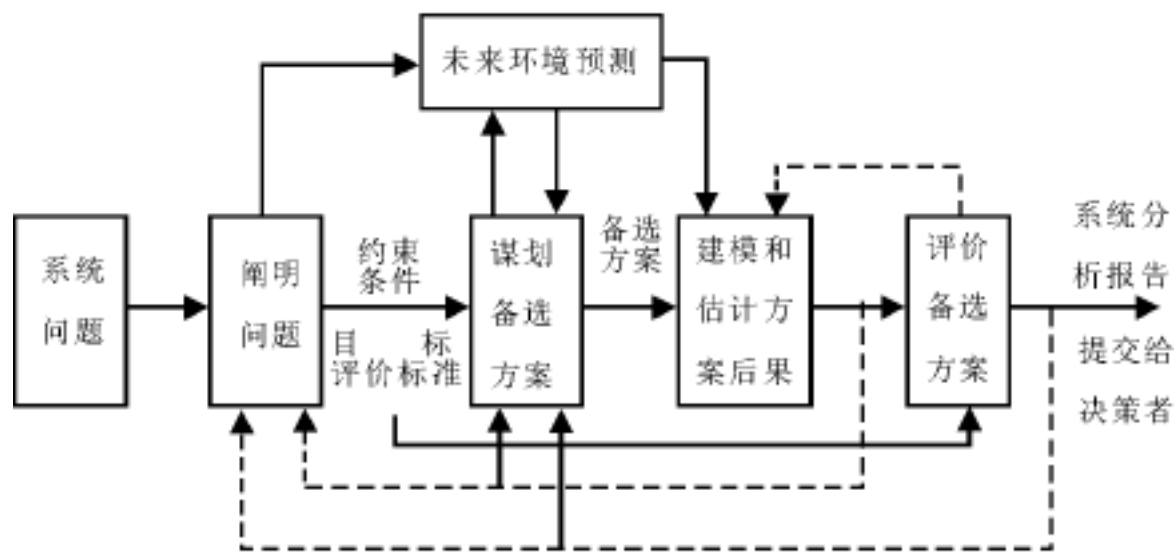 未来环境预测
系统
问题
阐明
问题
约束
条件
目 标
评价标准
谋划
备选
方案
备选
方案
建模和
估计方
案后果
评价
备选
方案
系统分
析报告
提交给
决策者